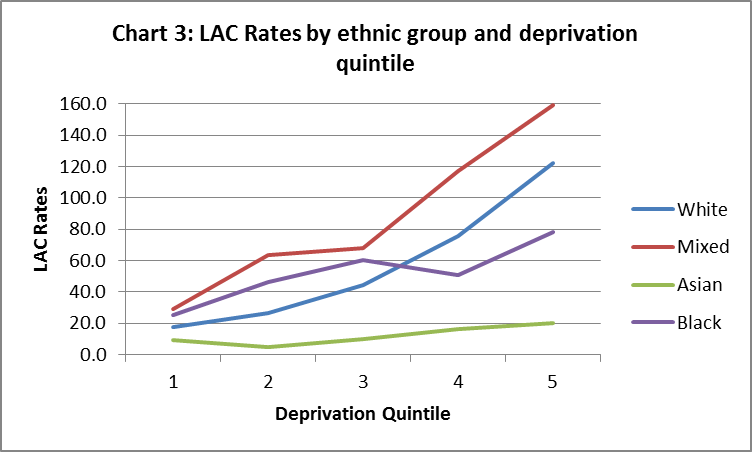 Chart 3: LAC Rates by ethnic group and deprivation
quintile
LAC Rates
160.0
140.0
120.0
100.0
80.0
60.0
40.0
20.0
0.0
1 2 3 4 5
Deprivation Quintile
White
Mixed
Asian
Black